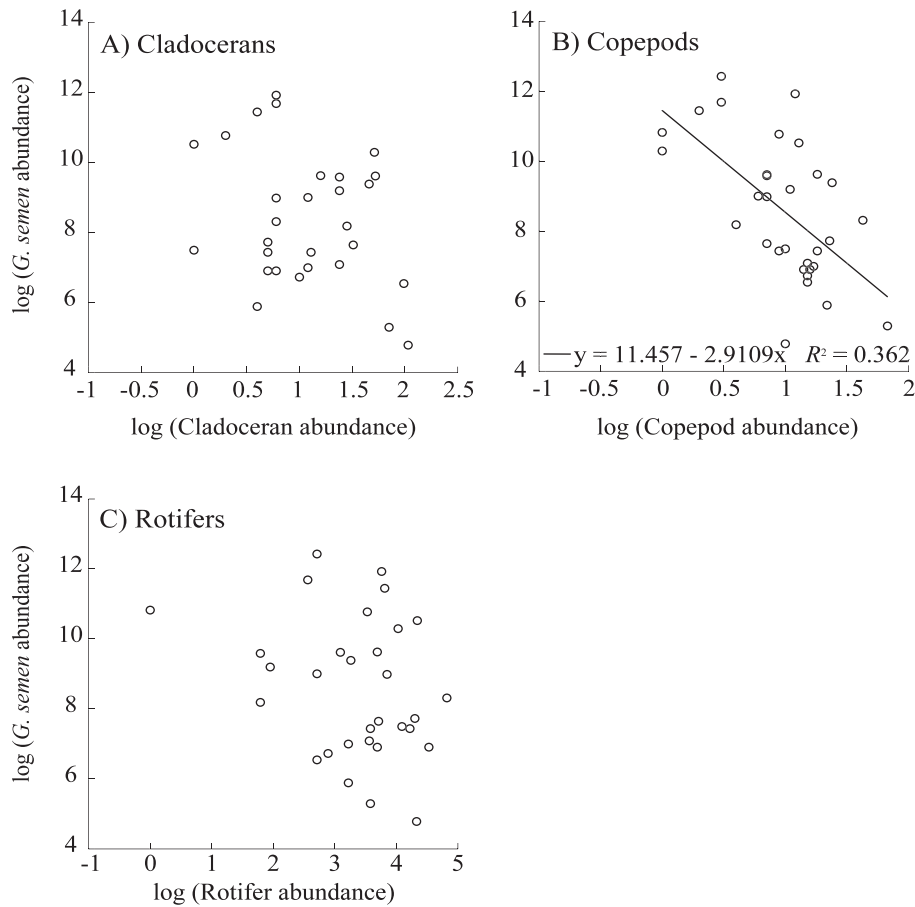 A) Cladocerans
14
12
10
8
6
4
log (G. semen abundance)
-1 -0.5 0 0.5 1 1.5 2 2.5
log (Cladoceran abundance)
B) Copepods
14
12
10
8
6
4
y = 11.457 - 2.9109x R² = 0.362
-1 -0.5 0 0.5 1 1.5 2
log (Copepod abundance)
C) Rotifers
14
12
10
8
6
4
log (G. semen abundance)
-1 0 1 2 3 4 5
log (Rotifer abundance)